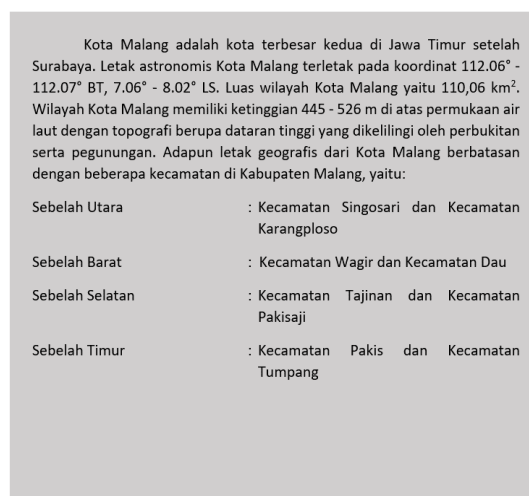 Kota Malang adalah kota terbesar kedua di Jawa Timur setelah
Surabaya. Letak astronomis Kota Malang terletak pada koordinat 112.06° -
112.07° BT, 7.06° - 8.02° LS. Luas wilayah Kota Malang yaitu 110,06 km².
Wilayah Kota Malang memiliki ketinggian 445 - 526 m di atas permukaan air
laut dengan topografi berupa dataran tinggi yang dikelilingi oleh perbukitan
serta pegunungan. Adapun letak geografis dari Kota Malang berbatasan
dengan beberapa kecamatan di Kabupaten Malang, yaitu:
Sebelah Utara : Kecamatan Singosari dan Kecamatan
Karangploso
Sebelah Barat : Kecamatan Wagir dan Kecamatan Dau
Sebelah Selatan : Kecamatan Tajinan dan Kecamatan
Pakisaji
Sebelah Timur : Kecamatan Pakis dan Kecamatan
Tumpang